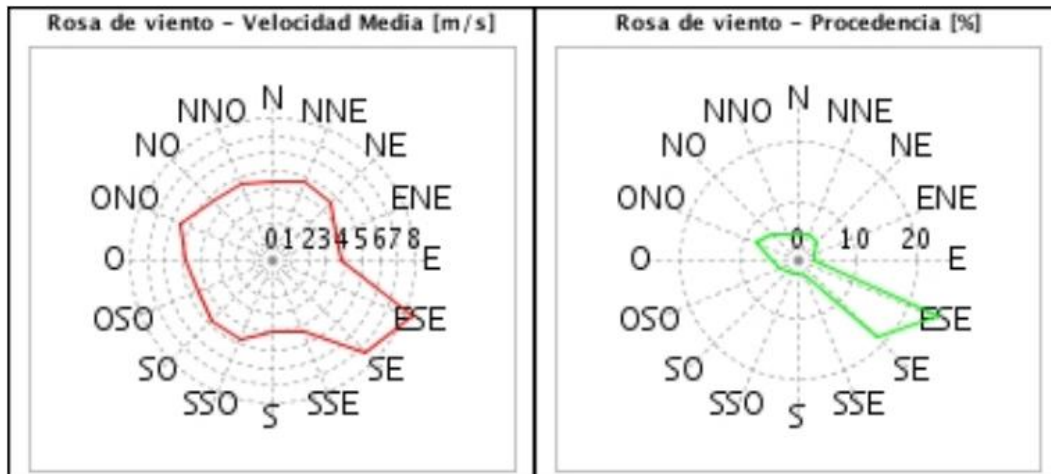 Rosa de viento - Velocidad Media [m/s]
N
NNO NNE
NO NE
ONO ENE
0 1 2 3 4 5 6 7 8
O E
OSO ESE
SO SE
SSO SSE
S
Rosa de viento - Procedencia [%]
N
NNO NNE
NO NE
ONO ENE
0 10 20
O E
OSO ESE
SO SE
SSO SSE
S